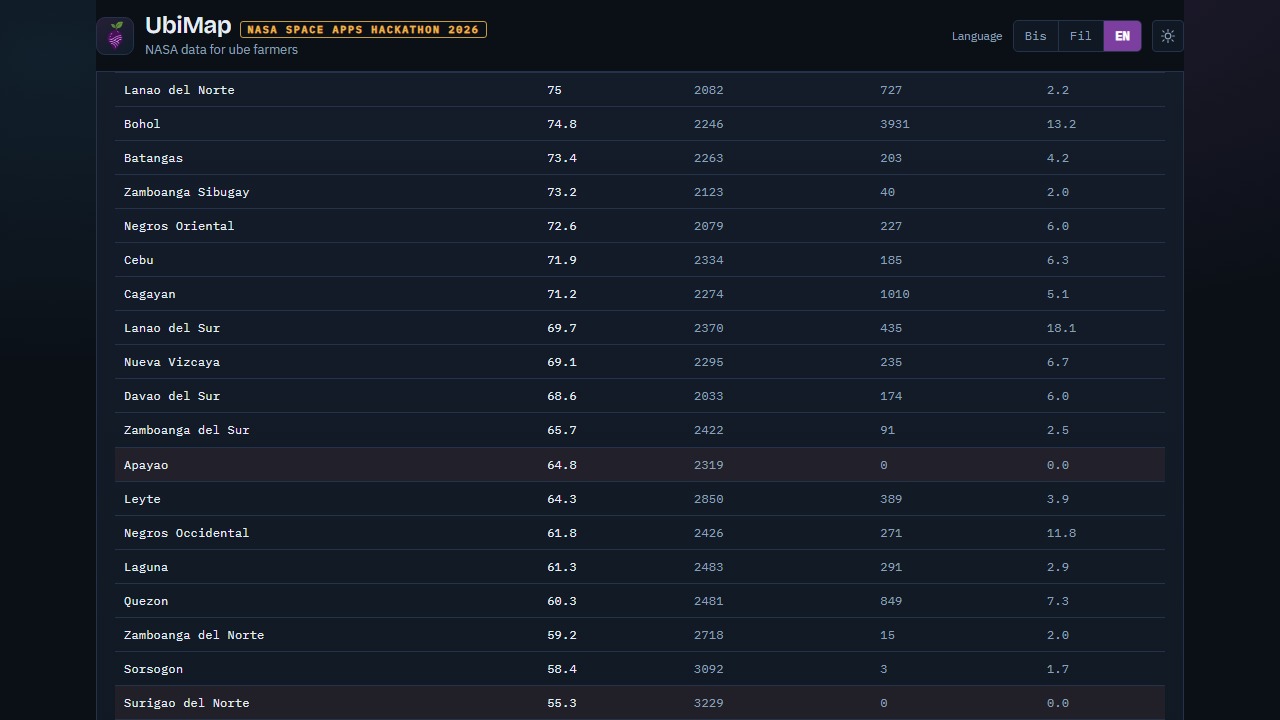 UbiMap NASA SPACE APPS HACKATHON 2026
NASA data for ube farmers
Language Bis Fil EN
Lanao del Norte 75 2082 727 2.2
Bohol 74.8 2246 3931 13.2
Batangas 73.4 2263 203 4.2
Zamboanga Sibugay 73.2 2123 40 2.0
Negros Oriental 72.6 2079 227 6.0
Cebu 71.9 2334 185 6.3
Cagayan 71.2 2274 1010 5.1
Lanao del Sur 69.7 2370 435 18.1
Nueva Vizcaya 69.1 2295 235 6.7
Davao del Sur 68.6 2033 174 6.0
Zamboanga del Sur 65.7 2422 91 2.5
Apayao 64.8 2319 0 0.0
Leyte 64.3 2850 389 3.9
Negros Occidental 61.8 2426 271 11.8
Laguna 61.3 2483 291 2.9
Quezon 60.3 2481 849 7.3
Zamboanga del Norte 59.2 2718 15 2.0
Sorsogon 58.4 3092 3 1.7
Surigao del Norte 55.3 3229 0 0.0